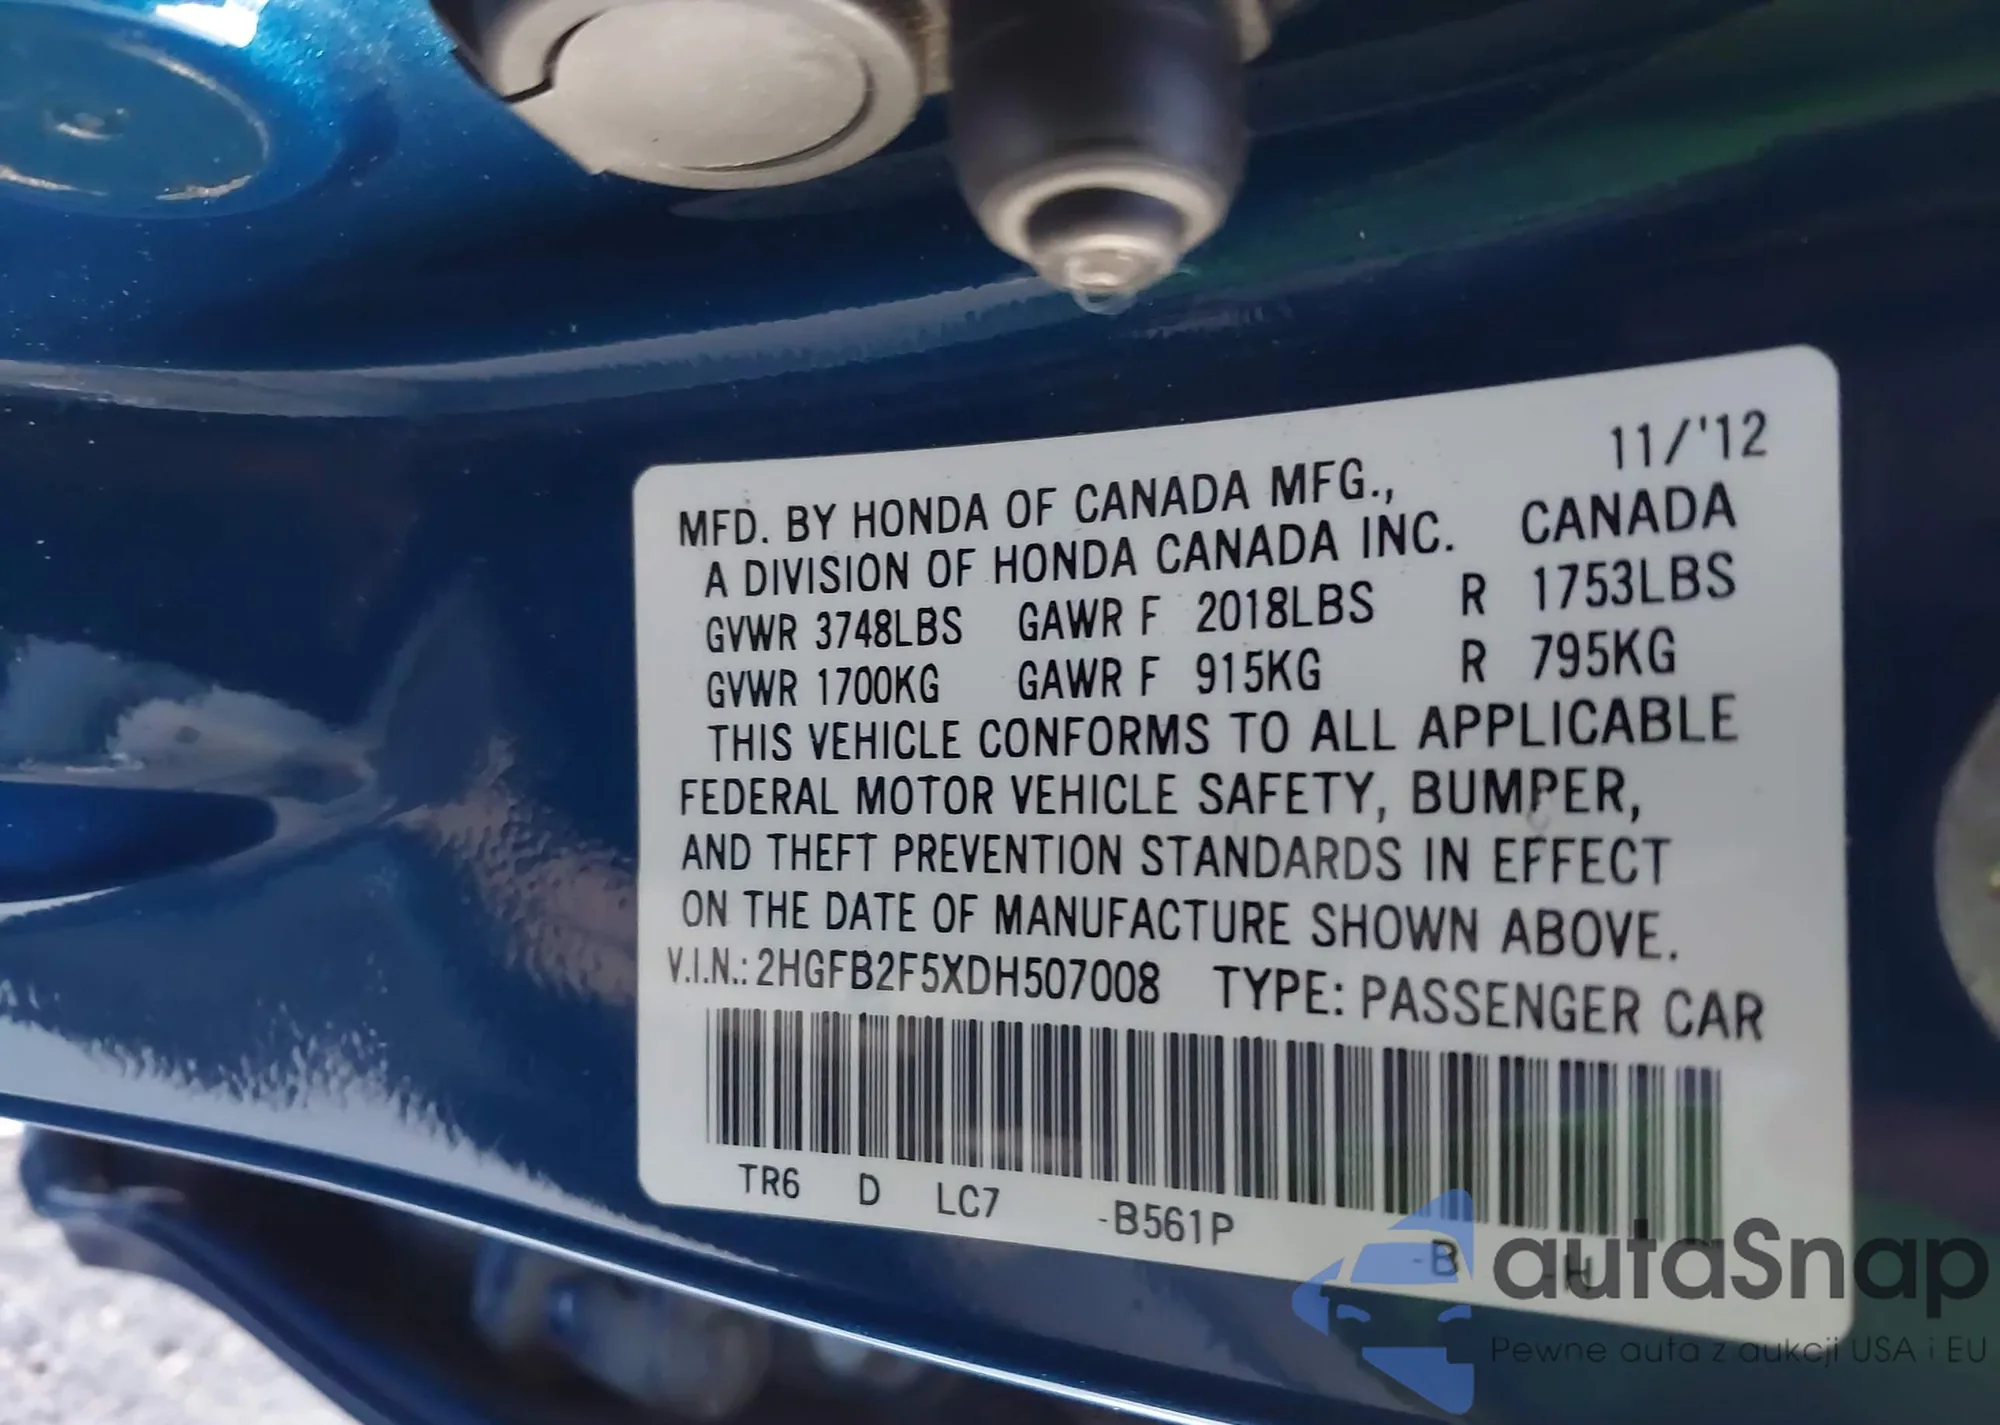 11/'12
MFD. BY HONDA OF CANADA MFG.,
A DIVISION OF HONDA CANADA INC. CANADA
GVWR 3748LBS GAWR F 2018LBS R 1753LBS
GVWR 1700KG GAWR F 915KG R 795KG
THIS VEHICLE CONFORMS TO ALL APPLICABLE
FEDERAL MOTOR VEHICLE SAFETY, BUMPER,
AND THEFT PREVENTION STANDARDS IN EFFECT
ON THE DATE OF MANUFACTURE SHOWN ABOVE.
V.I.N.: 2HGFB2F5XDH507008 TYPE: PASSENGER CAR
TR6 D LC7 -B561P -B -H
autaSnap
Pewne auta z aukcji USA i EU